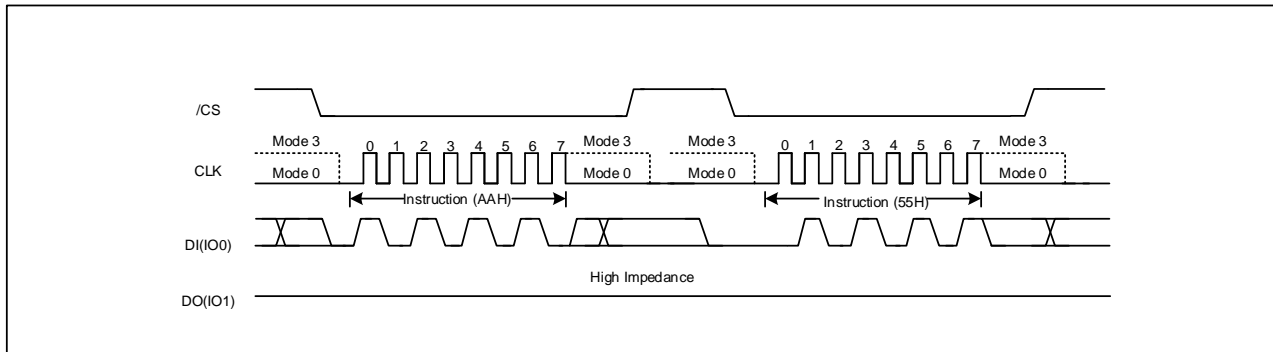 /CS
Mode 3 0 1 2 3 4 5 6 7 Mode 3 Mode 3 0 1 2 3 4 5 6 7 Mode 3
CLK
Mode 0 Mode 0 Mode 0 Mode 0
Instruction (AAH) Instruction (55H)
DI(IO0)
High Impedance
DO(IO1)